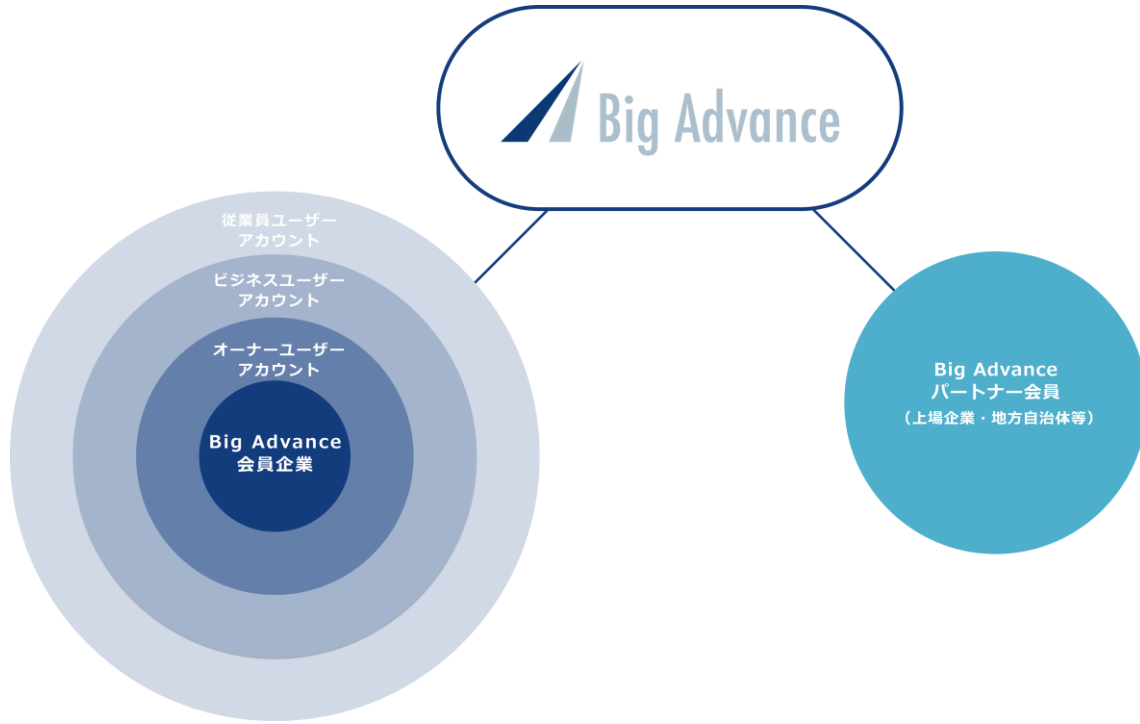 Big Advance
従業員ユーザー
アカウント
ビジネスユーザー
アカウント
オーナーユーザー
アカウント
Big Advance
会員企業
Big Advance
パートナー会員
（上場企業・地方自治体等）